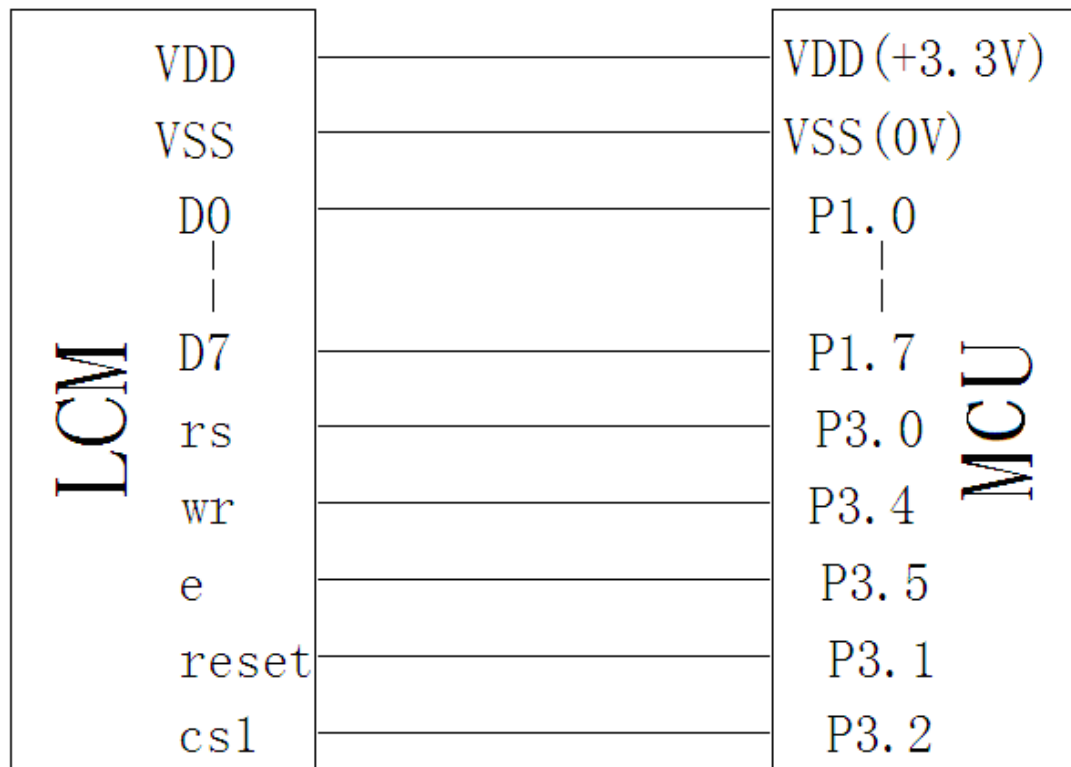 VDD VDD(+3.3V)
VSS VSS(0V)
D0 P1.0
D7 P1.7
rs P3.0
wr P3.4
e P3.5
reset P3.1
cs1 P3.2
LCM
MCU